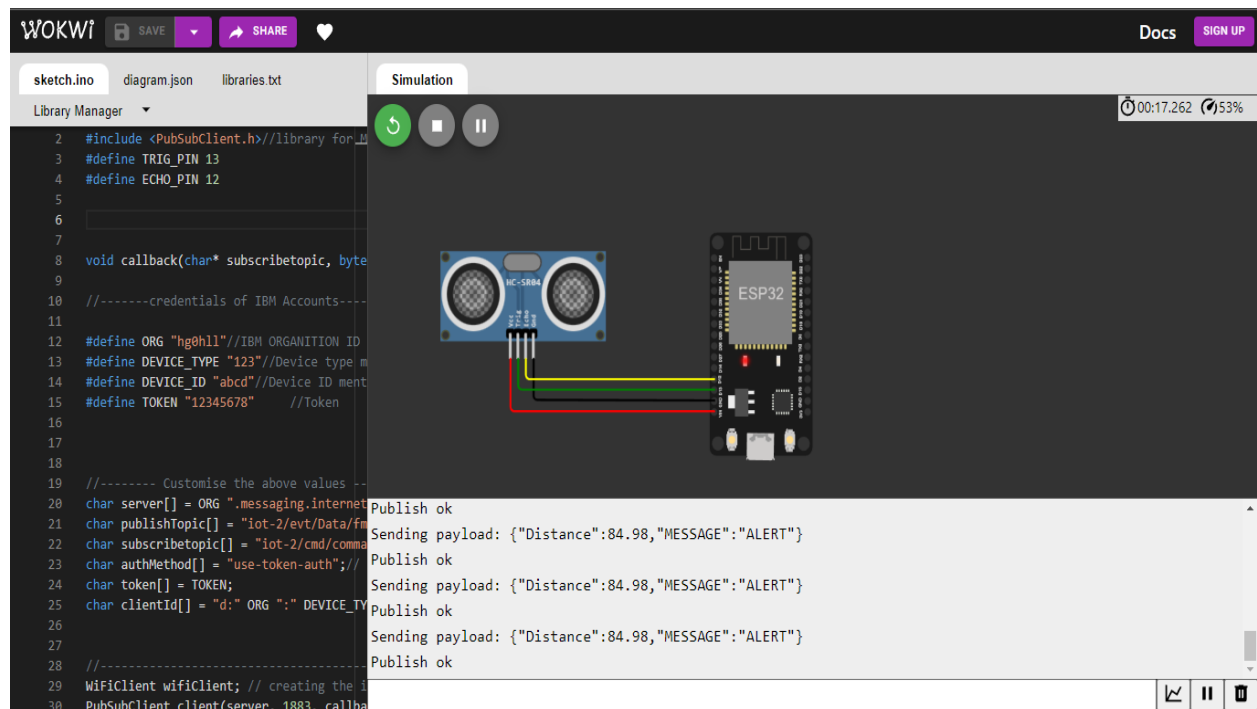 WOKWi SAVE SHARE Docs SIGN UP
sketch.ino diagram.json libraries.txt
Library Manager
2 #include <PubSubClient.h>//library for M
3 #define TRIG_PIN 13
4 #define ECHO_PIN 12
5
6
7
8 void callback(char* subscribetopic, byte
9
10 //-------credentials of IBM Accounts----
11
12 #define ORG "hg0hll"//IBM ORGANITION ID
13 #define DEVICE_TYPE "123"//Device type m
14 #define DEVICE_ID "abcd"//Device ID ment
15 #define TOKEN "12345678" //Token
16
17
18
19 //-------- Customise the above values --
20 char server[] = ORG ".messaging.internet
21 char publishTopic[] = "iot-2/evt/Data/fm
22 char subscribetopic[] = "iot-2/cmd/comma
23 char authMethod[] = "use-token-auth";//
24 char token[] = TOKEN;
25 char clientId[] = "d:" ORG ":" DEVICE_TY
26
27
28 //--------------------------------------
29 WiFiClient wifiClient; // creating the i
30 PubSubClient client(server, 1883, callba
Simulation
00:17.262 53%
HC-SR04
Vcc
Trig
Echo
Gnd
ESP32
Publish ok
Sending payload: {"Distance":84.98,"MESSAGE":"ALERT"}
Publish ok
Sending payload: {"Distance":84.98,"MESSAGE":"ALERT"}
Publish ok
Sending payload: {"Distance":84.98,"MESSAGE":"ALERT"}
Publish ok